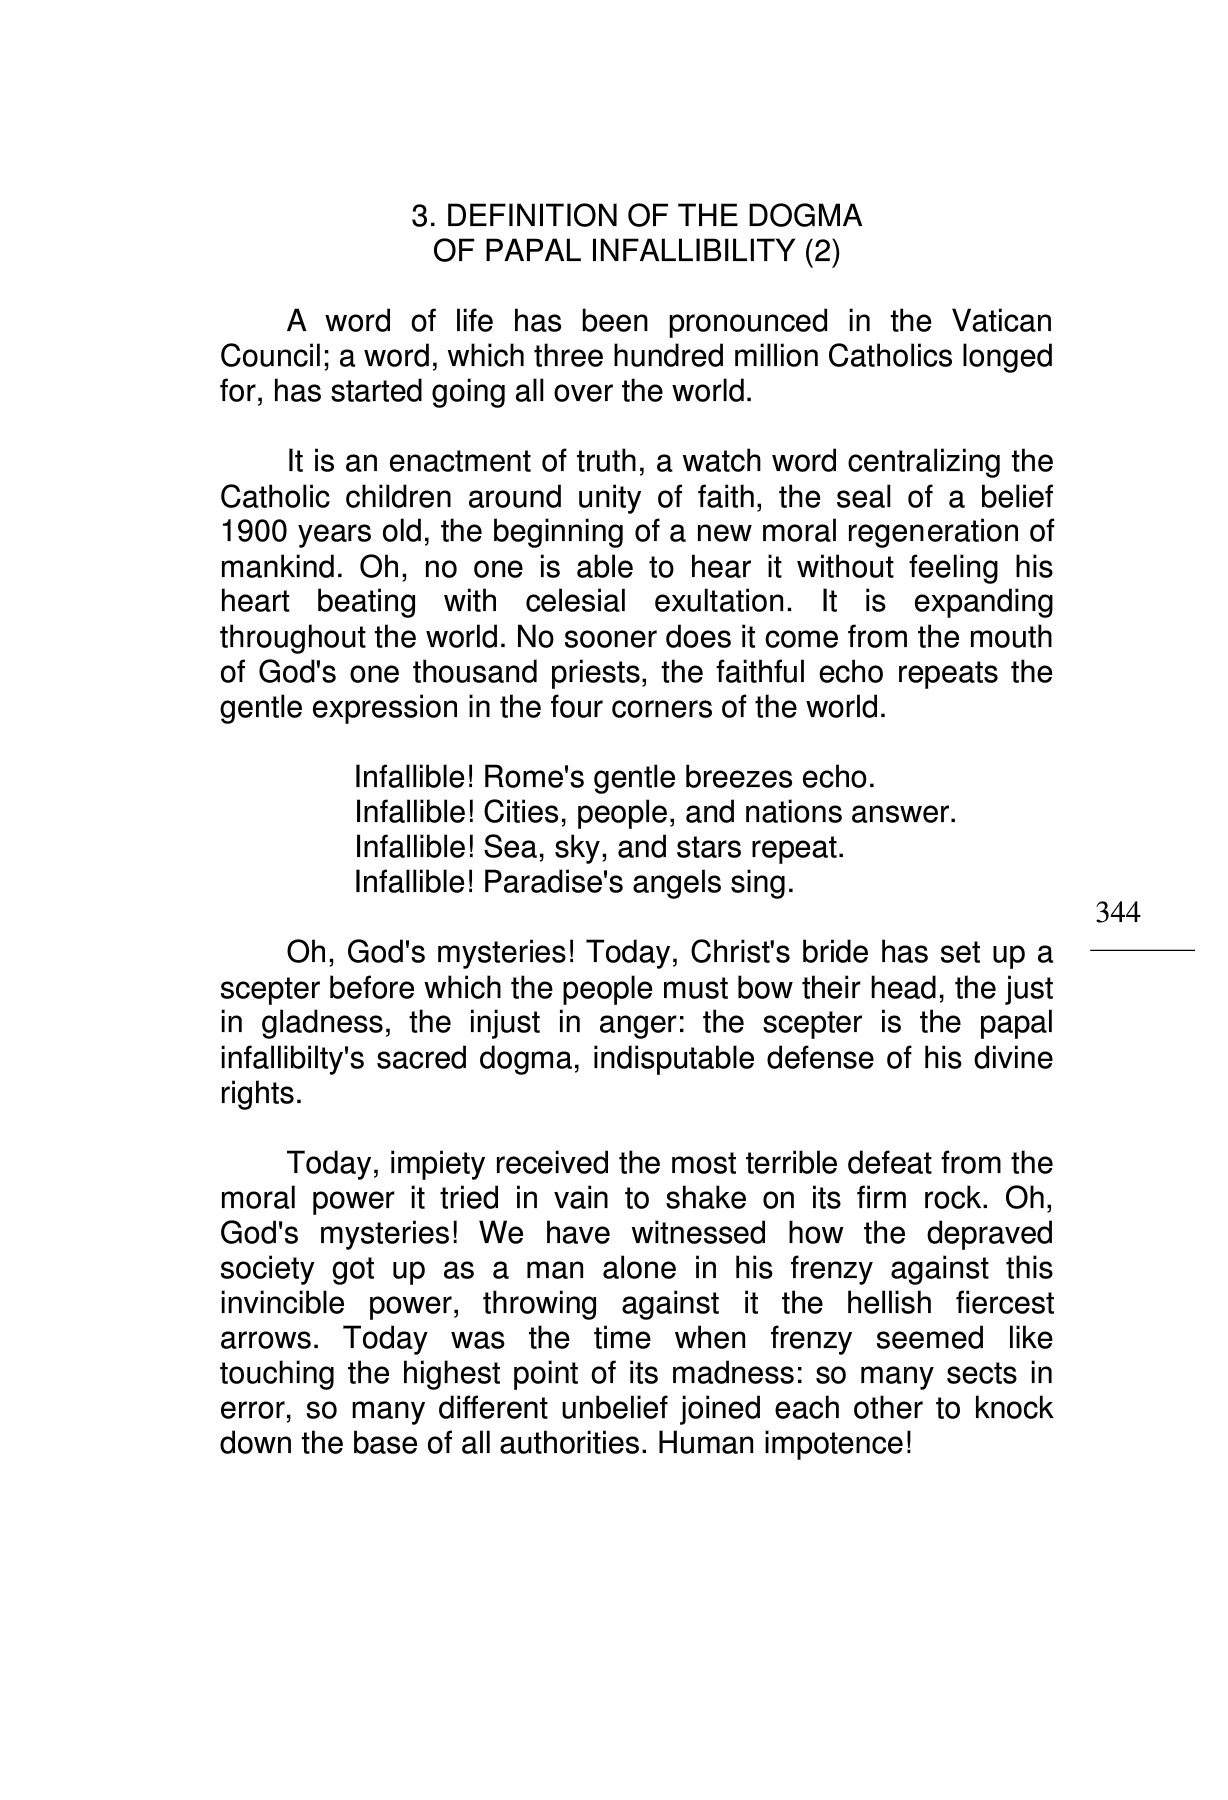 3. DEFINITION OF THE DOGMA
OF PAPAL INFALLIBILITY (2)
A word of life has been pronounced in the Vatican
Council; a word, which three hundred million Catholics longed
for, has started going all over the world.
It is an enactment of truth, a watch word centralizing the
Catholic children around unity of faith, the seal of a belief
1900 years old, the beginning of a new moral regeneration of
mankind. Oh, no one is able to hear it without feeling his
heart beating with celesial exultation. It is expanding
throughout the world. No sooner does it come from the mouth
of God's one thousand priests, the faithful echo repeats the
gentle expression in the four corners of the world.
Infallible! Rome's gentle breezes echo.
Infallible! Cities, people, and nations answer.
Infallible! Sea, sky, and stars repeat.
Infallible! Paradise's angels sing.
344
Oh, God's mysteries! Today, Christ's bride has set up a
scepter before which the people must bow their head, the just
in gladness, the injust in anger: the scepter is the papal
infallibilty's sacred dogma, indisputable defense of his divine
rights.
Today, impiety received the most terrible defeat from the
moral power it tried in vain to shake on its firm rock. Oh,
God's mysteries! We have witnessed how the depraved
society got up as a man alone in his frenzy against this
invincible power, throwing against it the hellish fiercest
arrows. Today was the time when frenzy seemed like
touching the highest point of its madness: so many sects in
error, so many different unbelief joined each other to knock
down the base of all authorities. Human impotence!